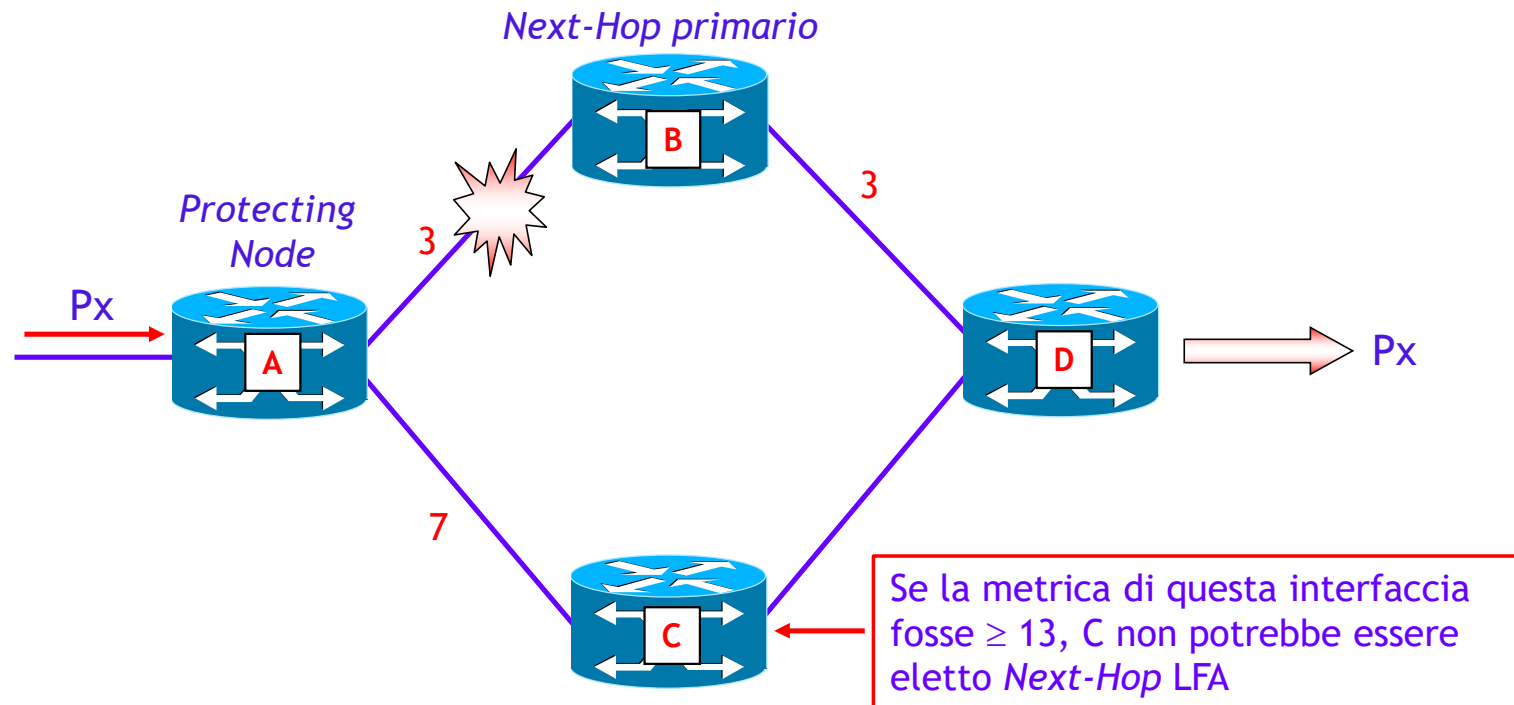 Next-Hop primario
B
3
Protecting
Node
3
Px
A
D
Px
7
C
Se la metrica di questa interfaccia
fosse ≥ 13, C non potrebbe essere
eletto Next-Hop LFA